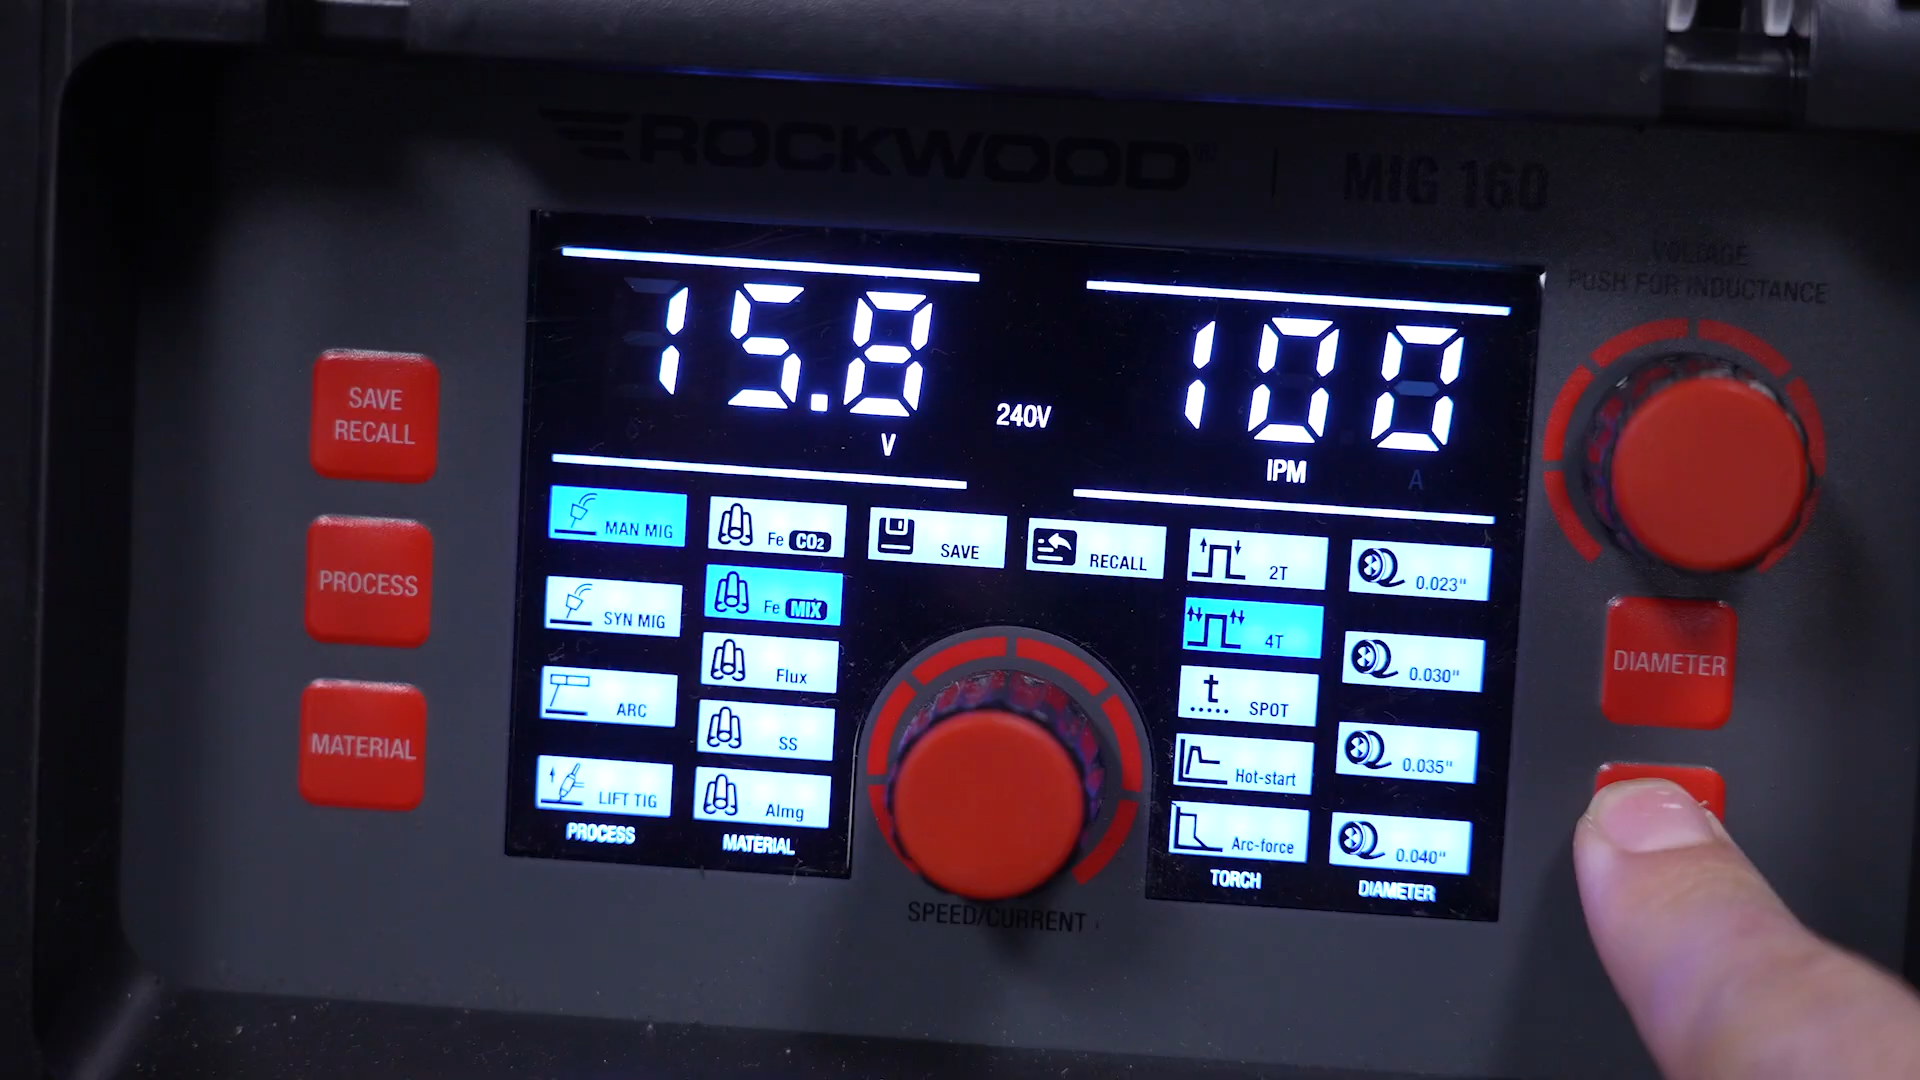 ROCKWOOD® | MIG 160
VOLTAGE
PUSH FOR INDUCTANCE
15.8
V
240V
100
IPM
A
SAVE
RECALL
PROCESS
MATERIAL
MAN MIG
SYN MIG
ARC
LIFT TIG
PROCESS
Fe CO2
Fe MIX
Flux
SS
Almg
MATERIAL
SAVE
RECALL
2T
4T
SPOT
Hot-start
Arc-force
TORCH
0.023"
0.030"
0.035"
0.040"
DIAMETER
DIAMETER
SPEED/CURRENT